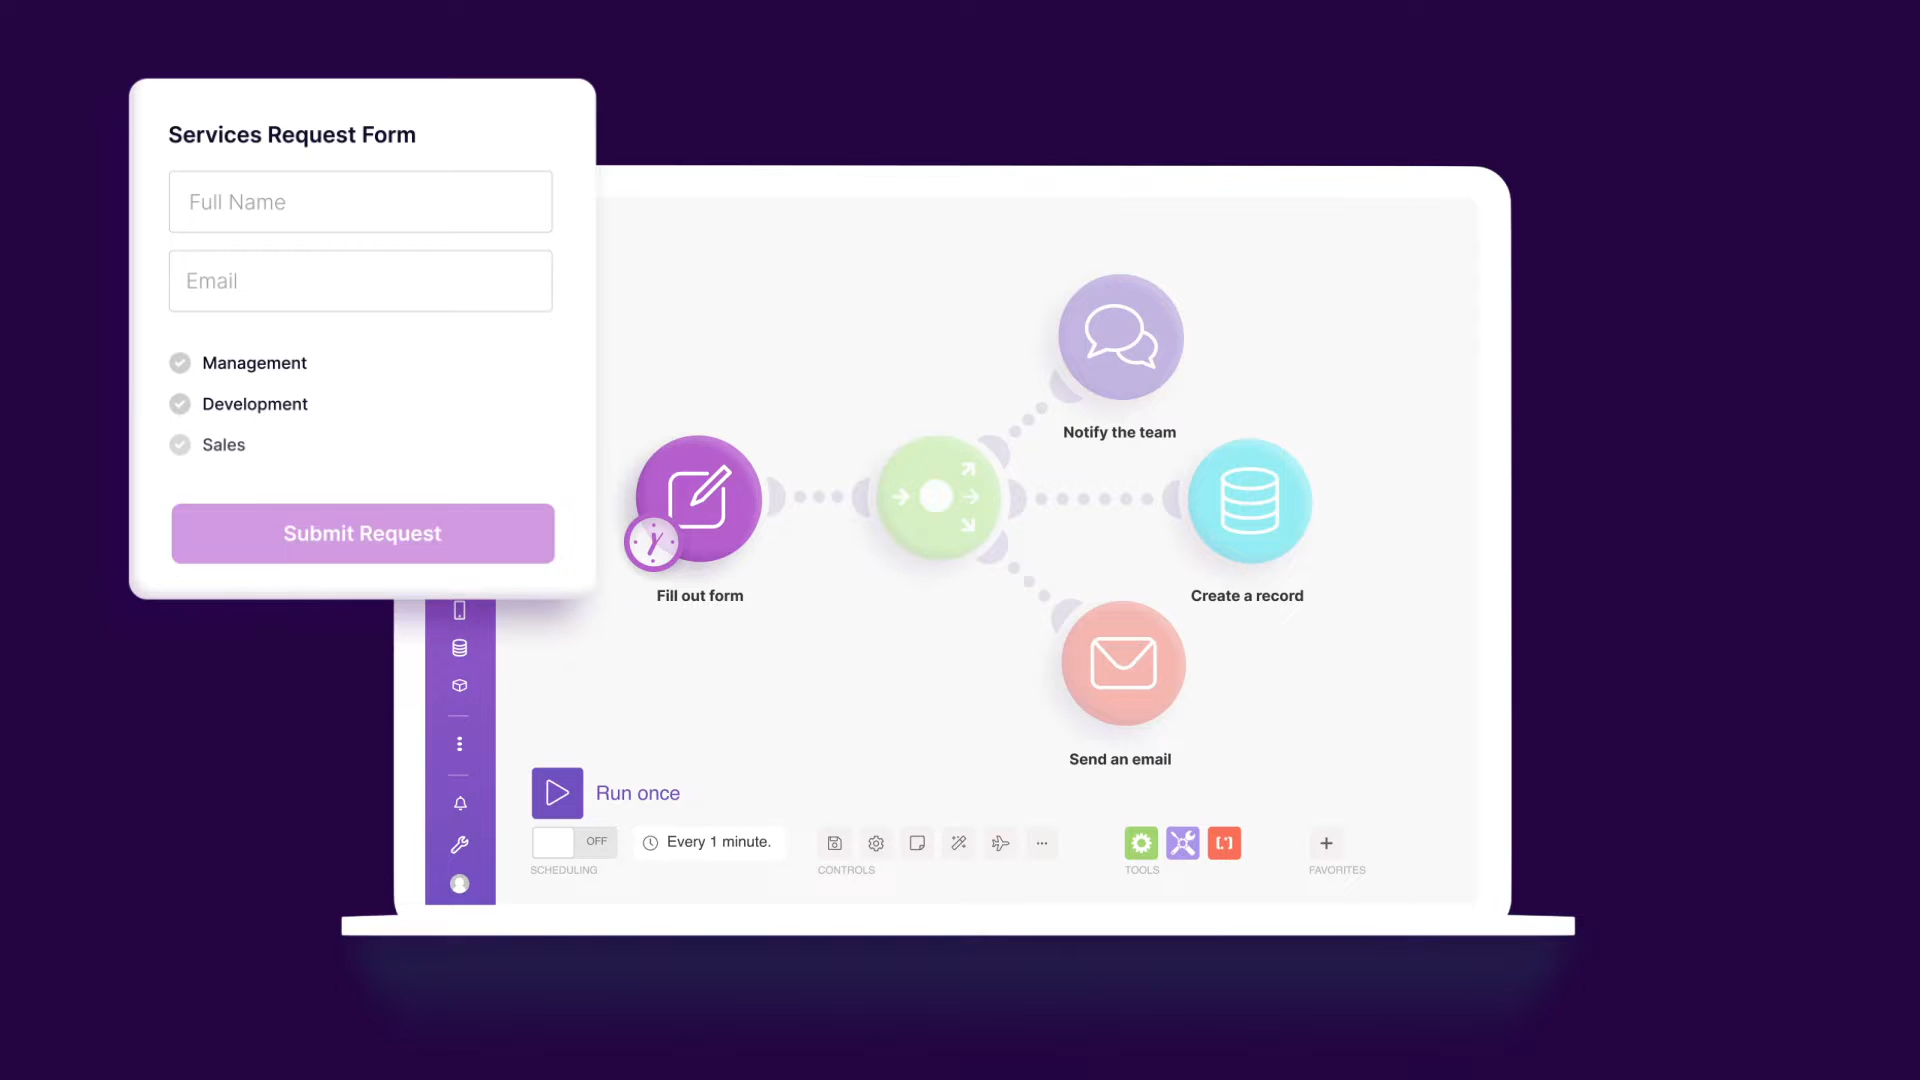 Services Request Form
Full Name
Email
Management
Development
Sales
Submit Request
Notify the team
Fill out form
Create a record
Send an email
Run once
OFF
Every 1 minute.
SCHEDULING
CONTROLS
TOOLS
FAVORITES